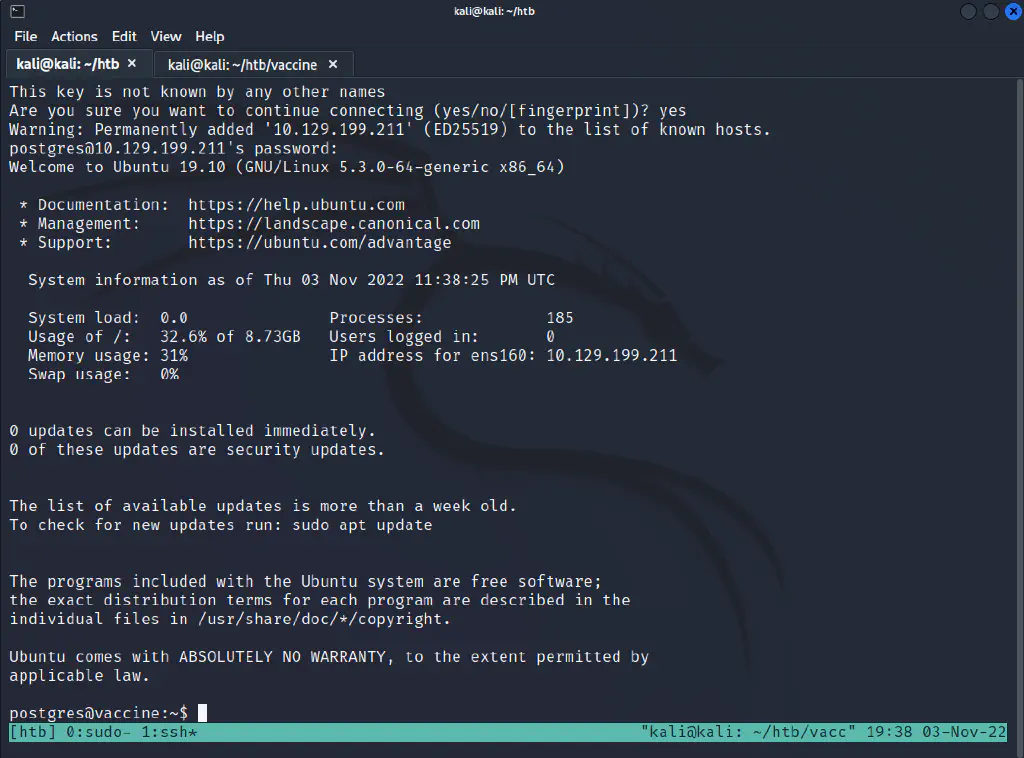 kali@kali: ~/htb
File Actions Edit View Help
kali@kali: ~/htb × kali@kali: ~/htb/vaccine ×
This key is not known by any other names
Are you sure you want to continue connecting (yes/no/[fingerprint])? yes
Warning: Permanently added '10.129.199.211' (ED25519) to the list of known hosts.
postgres@10.129.199.211's password:
Welcome to Ubuntu 19.10 (GNU/Linux 5.3.0-64-generic x86_64)
* Documentation: https://help.ubuntu.com
* Management: https://landscape.canonical.com
* Support: https://ubuntu.com/advantage
System information as of Thu 03 Nov 2022 11:38:25 PM UTC
System load: 0.0 Processes: 185
Usage of /: 32.6% of 8.73GB Users logged in: 0
Memory usage: 31% IP address for ens160: 10.129.199.211
Swap usage: 0%
0 updates can be installed immediately.
0 of these updates are security updates.
The list of available updates is more than a week old.
To check for new updates run: sudo apt update
The programs included with the Ubuntu system are free software;
the exact distribution terms for each program are described in the
individual files in /usr/share/doc/*/copyright.
Ubuntu comes with ABSOLUTELY NO WARRANTY, to the extent permitted by
applicable law.
postgres@vaccine:~$
[htb] 0:sudo- 1:ssh* "kali@kali: ~/htb/vacc" 19:38 03-Nov-22